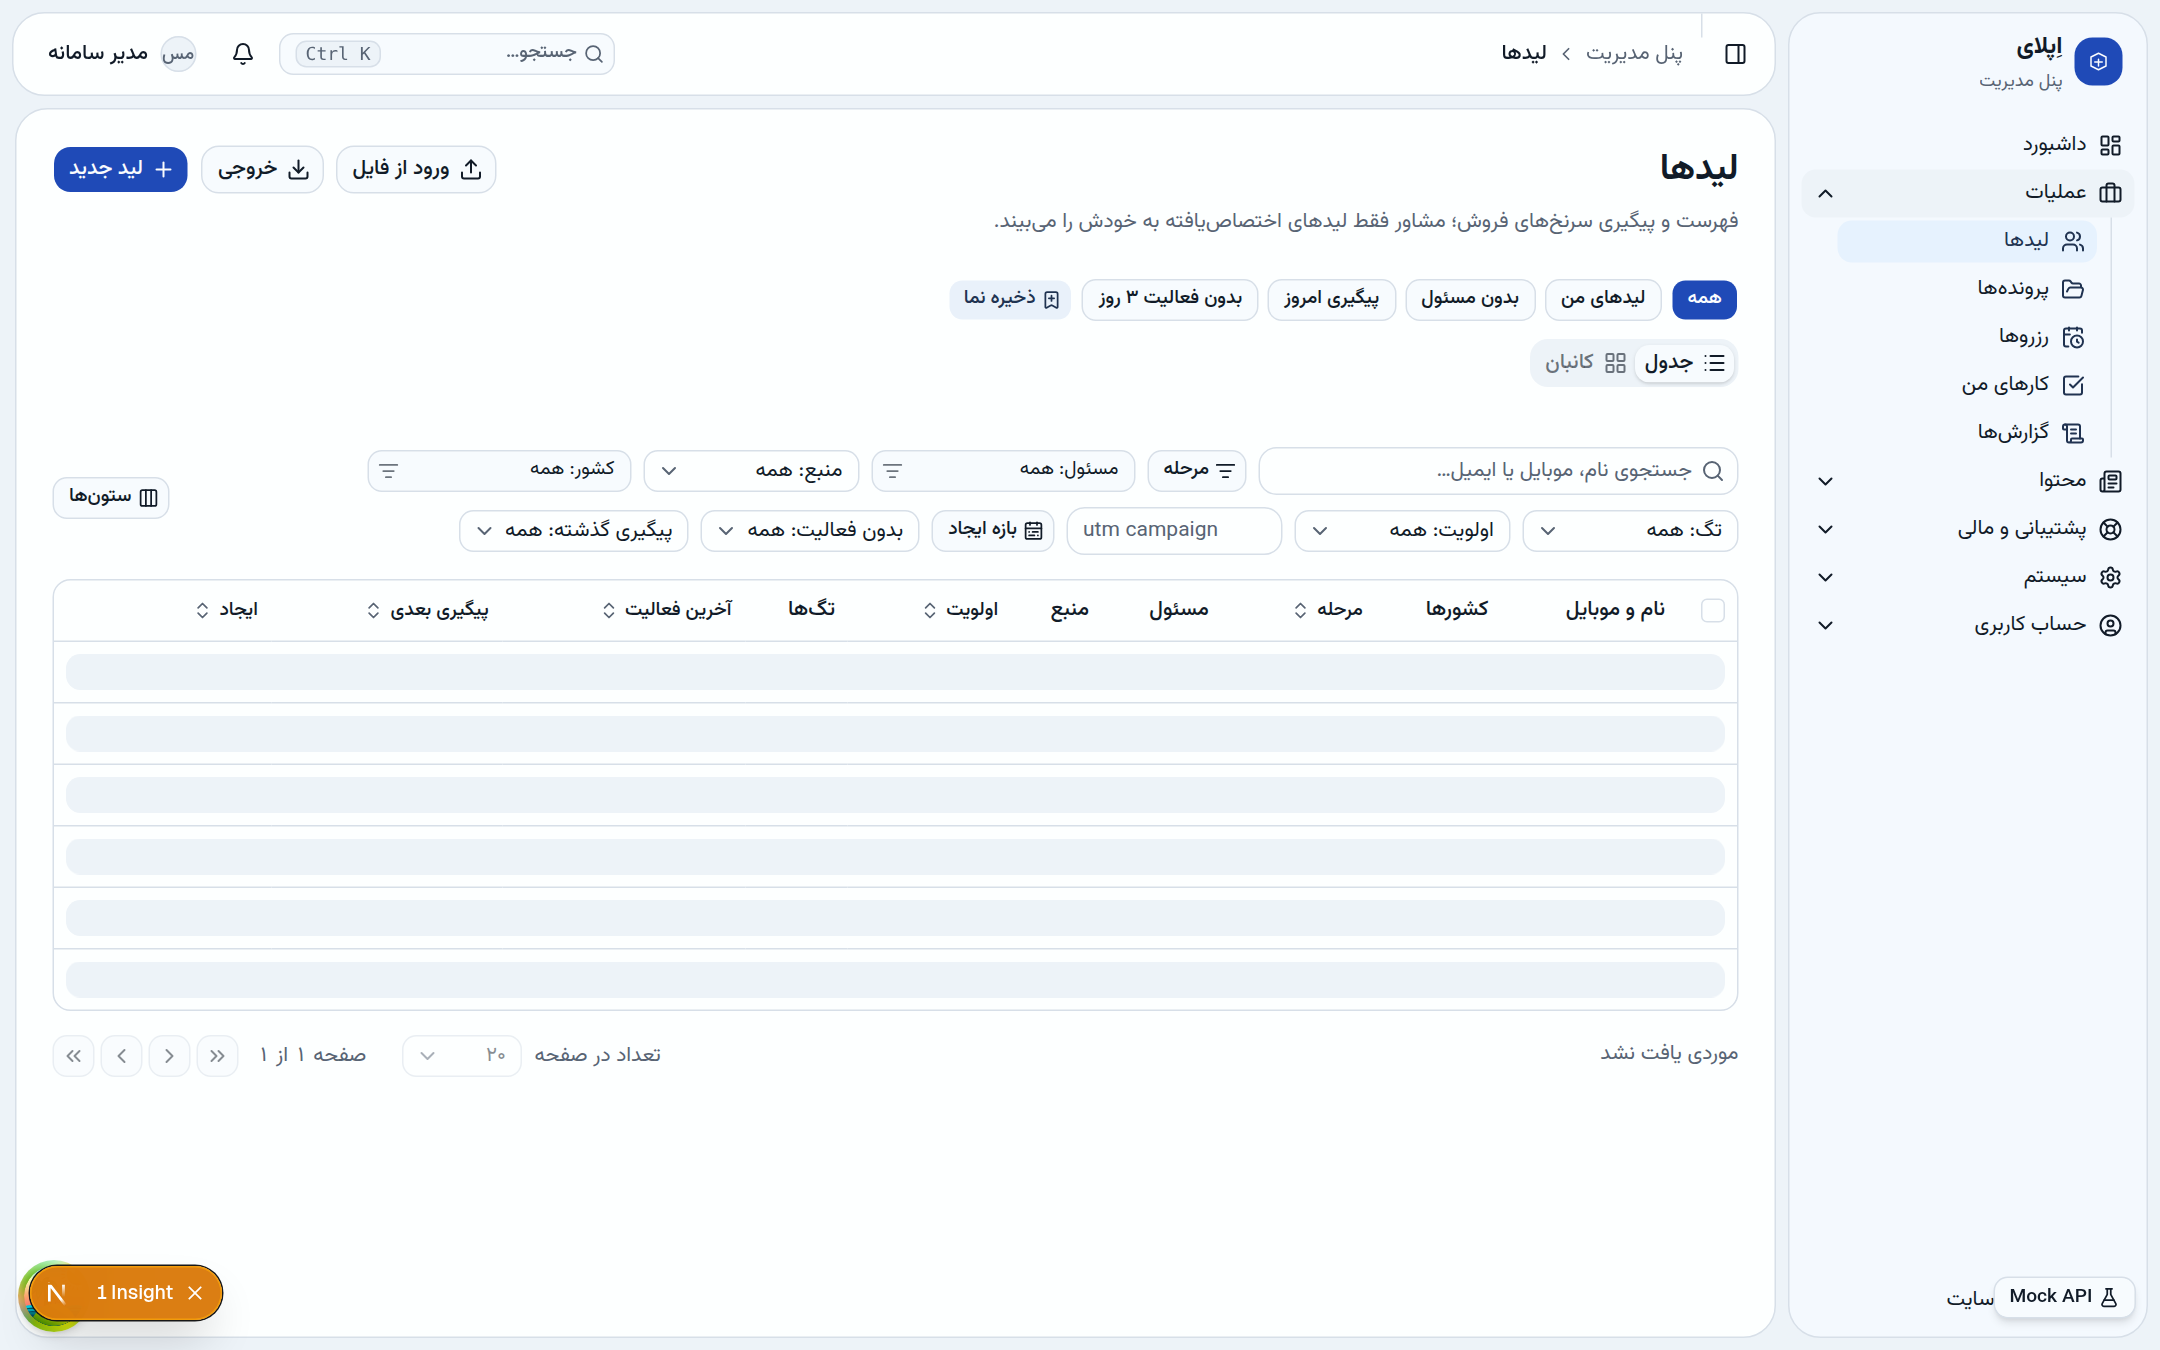 اِپلای
پنل مدیریت
داشبورد
عملیات
لیدها
پرونده‌ها
رزروها
کارهای من
گزارش‌ها
محتوا
پشتیبانی و مالی
سیستم
حساب کاربری
سایت
Mock API
پنل مدیریت
لیدها
جستجو...
Ctrl K
مس
مدیر سامانه
لیدها
فهرست و پیگیری سرنخ‌های فروش؛ مشاور فقط لیدهای اختصاص‌یافته به خودش را می‌بیند.
ورود از فایل
خروجی
لید جدید
همه
لیدهای من
بدون مسئول
پیگیری امروز
بدون فعالیت ۳ روز
ذخیره نما
جدول
کانبان
جستجوی نام، موبایل یا ایمیل...
مرحله
مسئول: همه
منبع: همه
کشور: همه
تگ: همه
اولویت: همه
utm campaign
بازه ایجاد
بدون فعالیت: همه
پیگیری گذشته: همه
ستون‌ها
نام و موبایل
کشورها
مرحله
مسئول
منبع
اولویت
تگ‌ها
آخرین فعالیت
پیگیری بعدی
ایجاد
موردی یافت نشد
تعداد در صفحه
۲۰
صفحه ۱ از ۱
1 Insight